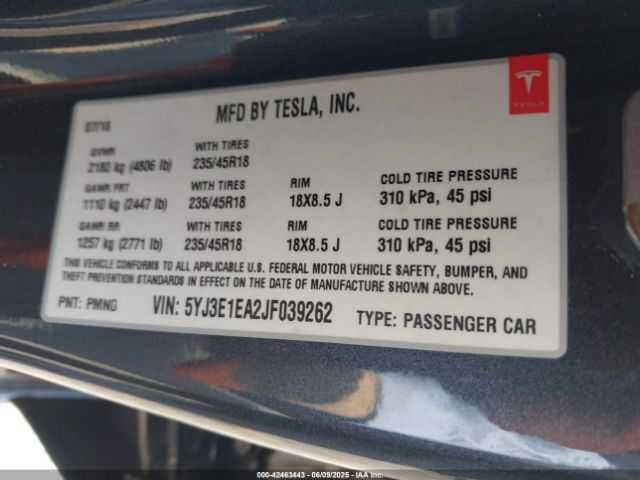 MFD BY TESLA, INC.
TESLA
07/18
GVWR WITH TIRES
2180 kg (4806 lb) 235/45R18
GAWR FRT WITH TIRES RIM COLD TIRE PRESSURE
1110 kg (2447 lb) 235/45R18 18X8.5 J 310 kPa, 45 psi
GAWR RR WITH TIRES RIM COLD TIRE PRESSURE
1257 kg (2771 lb) 235/45R18 18X8.5 J 310 kPa, 45 psi
THIS VEHICLE CONFORMS TO ALL APPLICABLE U.S. FEDERAL MOTOR VEHICLE SAFETY, BUMPER, AND
THEFT PREVENTION STANDARDS IN EFFECT ON THE DATE OF MANUFACTURE SHOWN ABOVE.
PNT: PMNG VIN: 5YJ3E1EA2JF039262 TYPE: PASSENGER CAR
000-42463443 - 06/09/2025 - IAA Inc.